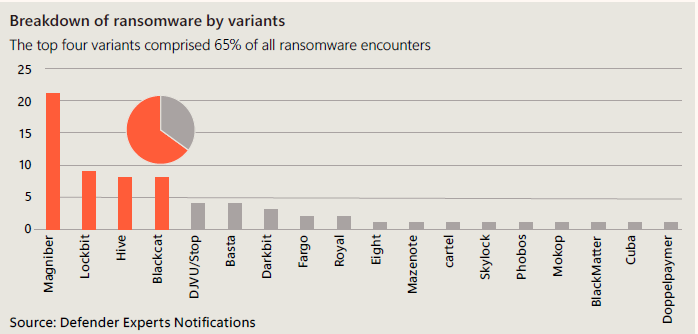 Breakdown of ransomware by variants
The top four variants comprised 65% of all ransomware encounters
25
20
15
10
5
0
Magniber
Lockbit
Hive
Blackcat
DJVU/Stop
Basta
Darkbit
Fargo
Royal
Eight
Mazenote
cartel
Skylock
Phobos
Mokop
BlackMatter
Cuba
Doppelpaymer
Source: Defender Experts Notifications